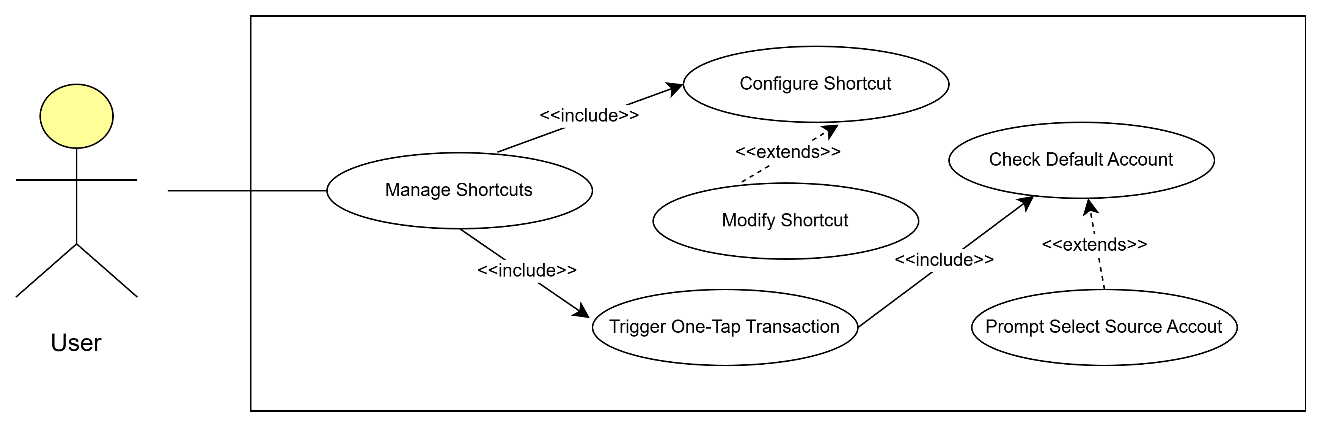 Configure Shortcut
<<include>>
<<extends>>
Check Default Account
Manage Shortcuts
Modify Shortcut
<<extends>>
<<include>>
<<include>>
Trigger One-Tap Transaction
Prompt Select Source Accout
User